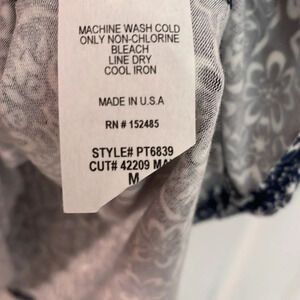 MACHINE WASH COLD
ONLY NON-CHLORINE
BLEACH
LINE DRY
COOL IRON
MADE IN U.S.A
RN # 152485
STYLE# PT6839
CUT# 42209
M